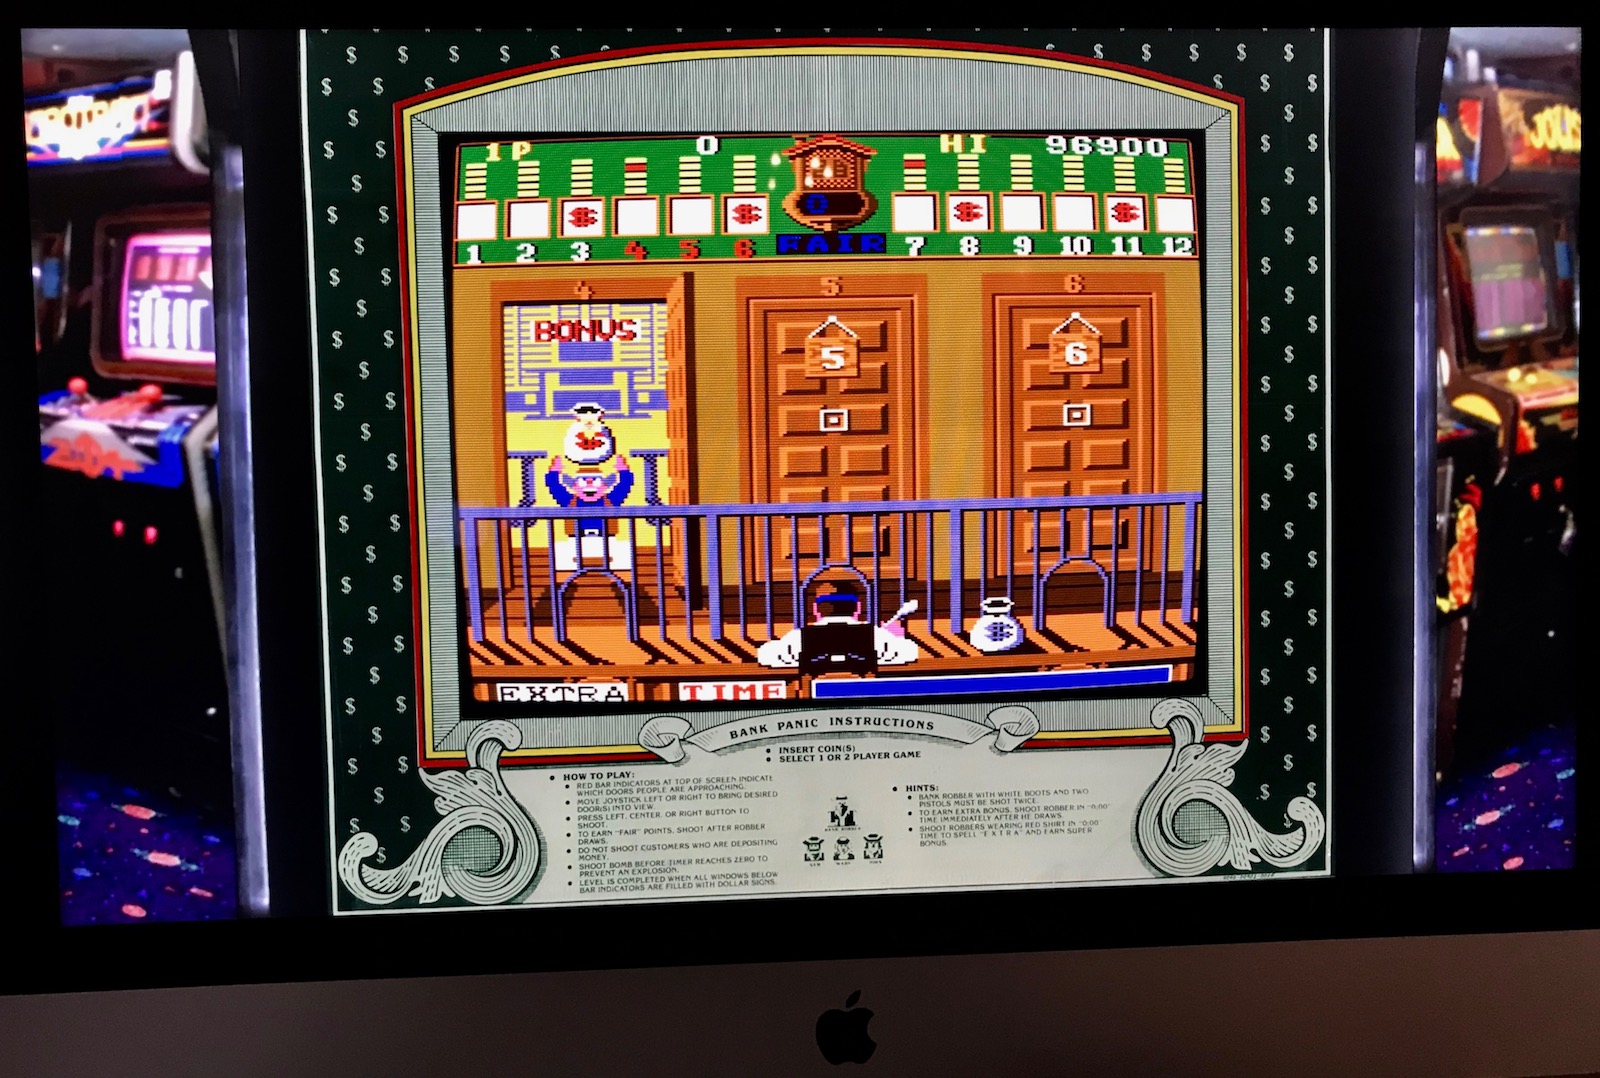 1P 0 HI 96900
0
1 2 3 4 5 6 FAIR 7 8 9 10 11 12
4 5 6
BONUS
5 6
EXTRA TIME
BANK PANIC INSTRUCTIONS
• INSERT COIN(S)
• SELECT 1 OR 2 PLAYER GAME
• HOW TO PLAY:
• RED BAR INDICATORS AT TOP OF SCREEN INDICATE
WHICH DOORS PEOPLE ARE APPROACHING.
• MOVE JOYSTICK LEFT OR RIGHT TO BRING DESIRED
DOOR(S) INTO VIEW.
• PRESS LEFT, CENTER, OR RIGHT BUTTON TO
SHOOT.
• TO EARN "FAIR" POINTS, SHOOT AFTER ROBBER
DRAWS.
• DO NOT SHOOT CUSTOMERS WHO ARE DEPOSITING
MONEY.
• SHOOT BOMB BEFORE TIMER REACHES ZERO TO
PREVENT AN EXPLOSION.
• LEVEL IS COMPLETED WHEN ALL WINDOWS BELOW
BAR INDICATORS ARE FILLED WITH DOLLAR SIGNS.
BANK ROBBER
• HINTS:
• BANK ROBBER WITH WHITE BOOTS AND TWO
PISTOLS MUST BE SHOT TWICE.
• TO EARN EXTRA BONUS, SHOOT ROBBER IN "0:00"
TIME IMMEDIATELY AFTER HE DRAWS.
• SHOOT ROBBERS WEARING RED SHIRT IN "0:00"
TIME TO SPELL "E X T R A" AND EARN SUPER
BONUS.